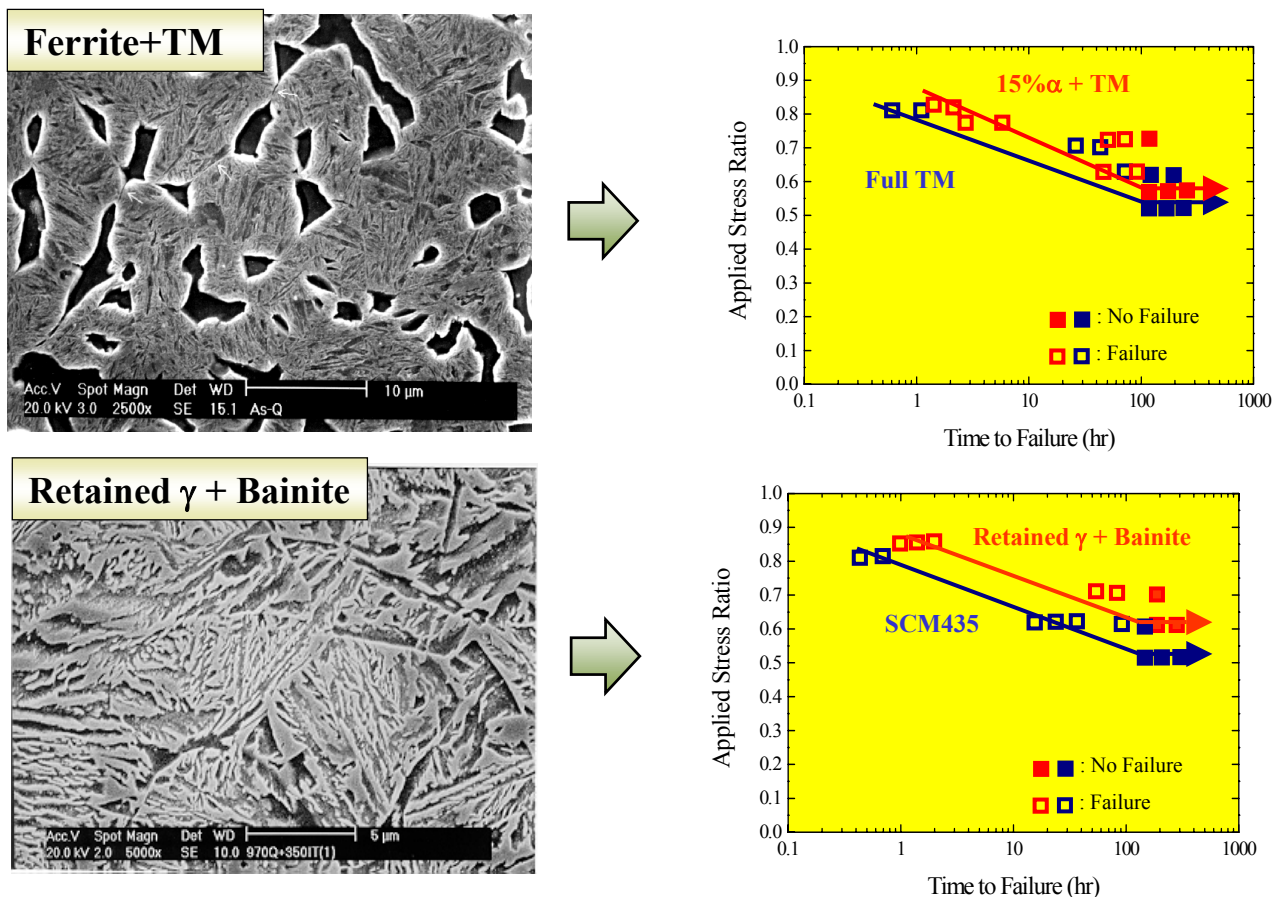 Ferrite+TM
Acc.V Spot Magn Det WD 10 µm
20.0 kV 3.0 2500x SE 15.1 As-Q
1.0
0.9
0.8
0.7
0.6
0.5
0.4
0.3
0.2
0.1
0.0
Applied Stress Ratio
15%α + TM
Full TM
: No Failure
: Failure
0.1 1 10 100 1000
Time to Failure (hr)
Retained γ + Bainite
Acc.V Spot Magn Det WD 5 µm
20.0 kV 2.0 5000x SE 10.0 970Q+350IT(1)
1.0
0.9
0.8
0.7
0.6
0.5
0.4
0.3
0.2
0.1
0.0
Applied Stress Ratio
Retained γ + Bainite
SCM435
: No Failure
: Failure
0.1 1 10 100 1000
Time to Failure (hr)